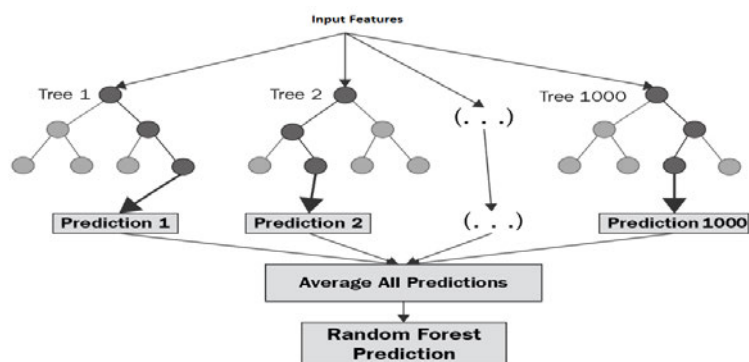 Input Features
Tree 1
Tree 2
(. . .)
Tree 1000
Prediction 1
Prediction 2
(. . .)
Prediction 1000
Average All Predictions
Random Forest
Prediction